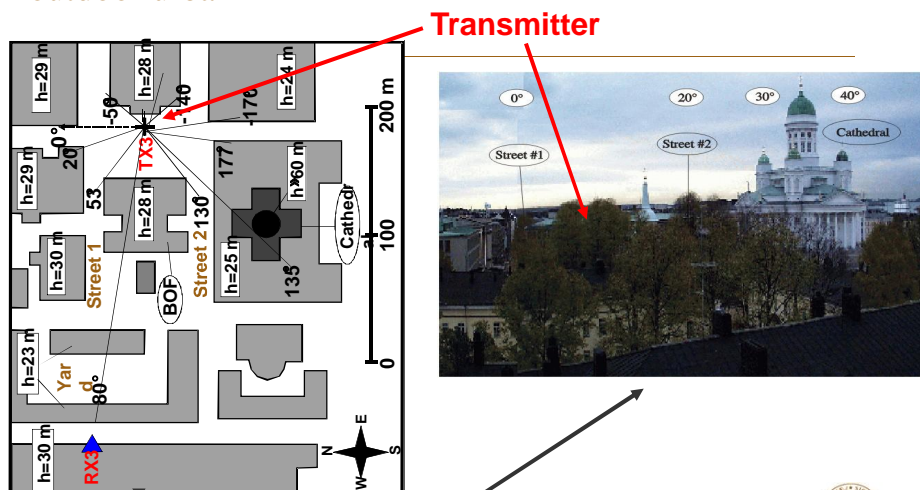 Transmitter
h=29 m
h=28 m
h=24 m
-50
-140
-170
0°
20
TX3
177
h=29 m
53
h=28 m
130°
h>60 m
Cathedr
a
200 m
100
0
h=30 m
Street 1
Street 2
h=25 m
135°
BOF
h=23 m
Yar
d
80°
h=30 m
RX3
E
N
S
W
0°
20°
30°
40°
Street #1
Street #2
Cathedral